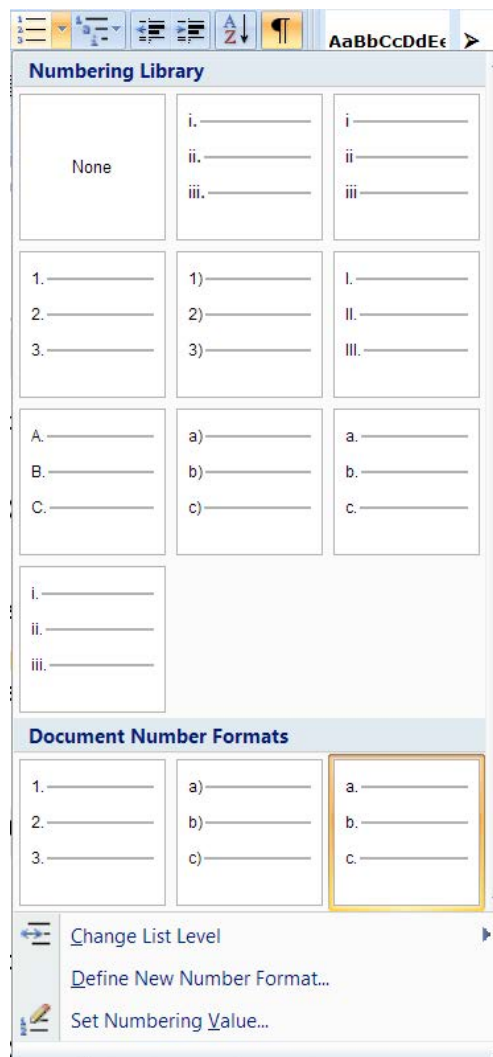 AaBbCcDdEe
Numbering Library
None
i.
ii.
iii.
i
ii
iii
1.
2.
3.
1)
2)
3)
I.
II.
III.
A.
B.
C.
a)
b)
c)
a.
b.
c.
i.
ii.
iii.
Document Number Formats
1.
2.
3.
a)
b)
c)
a.
b.
c.
Change List Level
Define New Number Format...
Set Numbering Value...